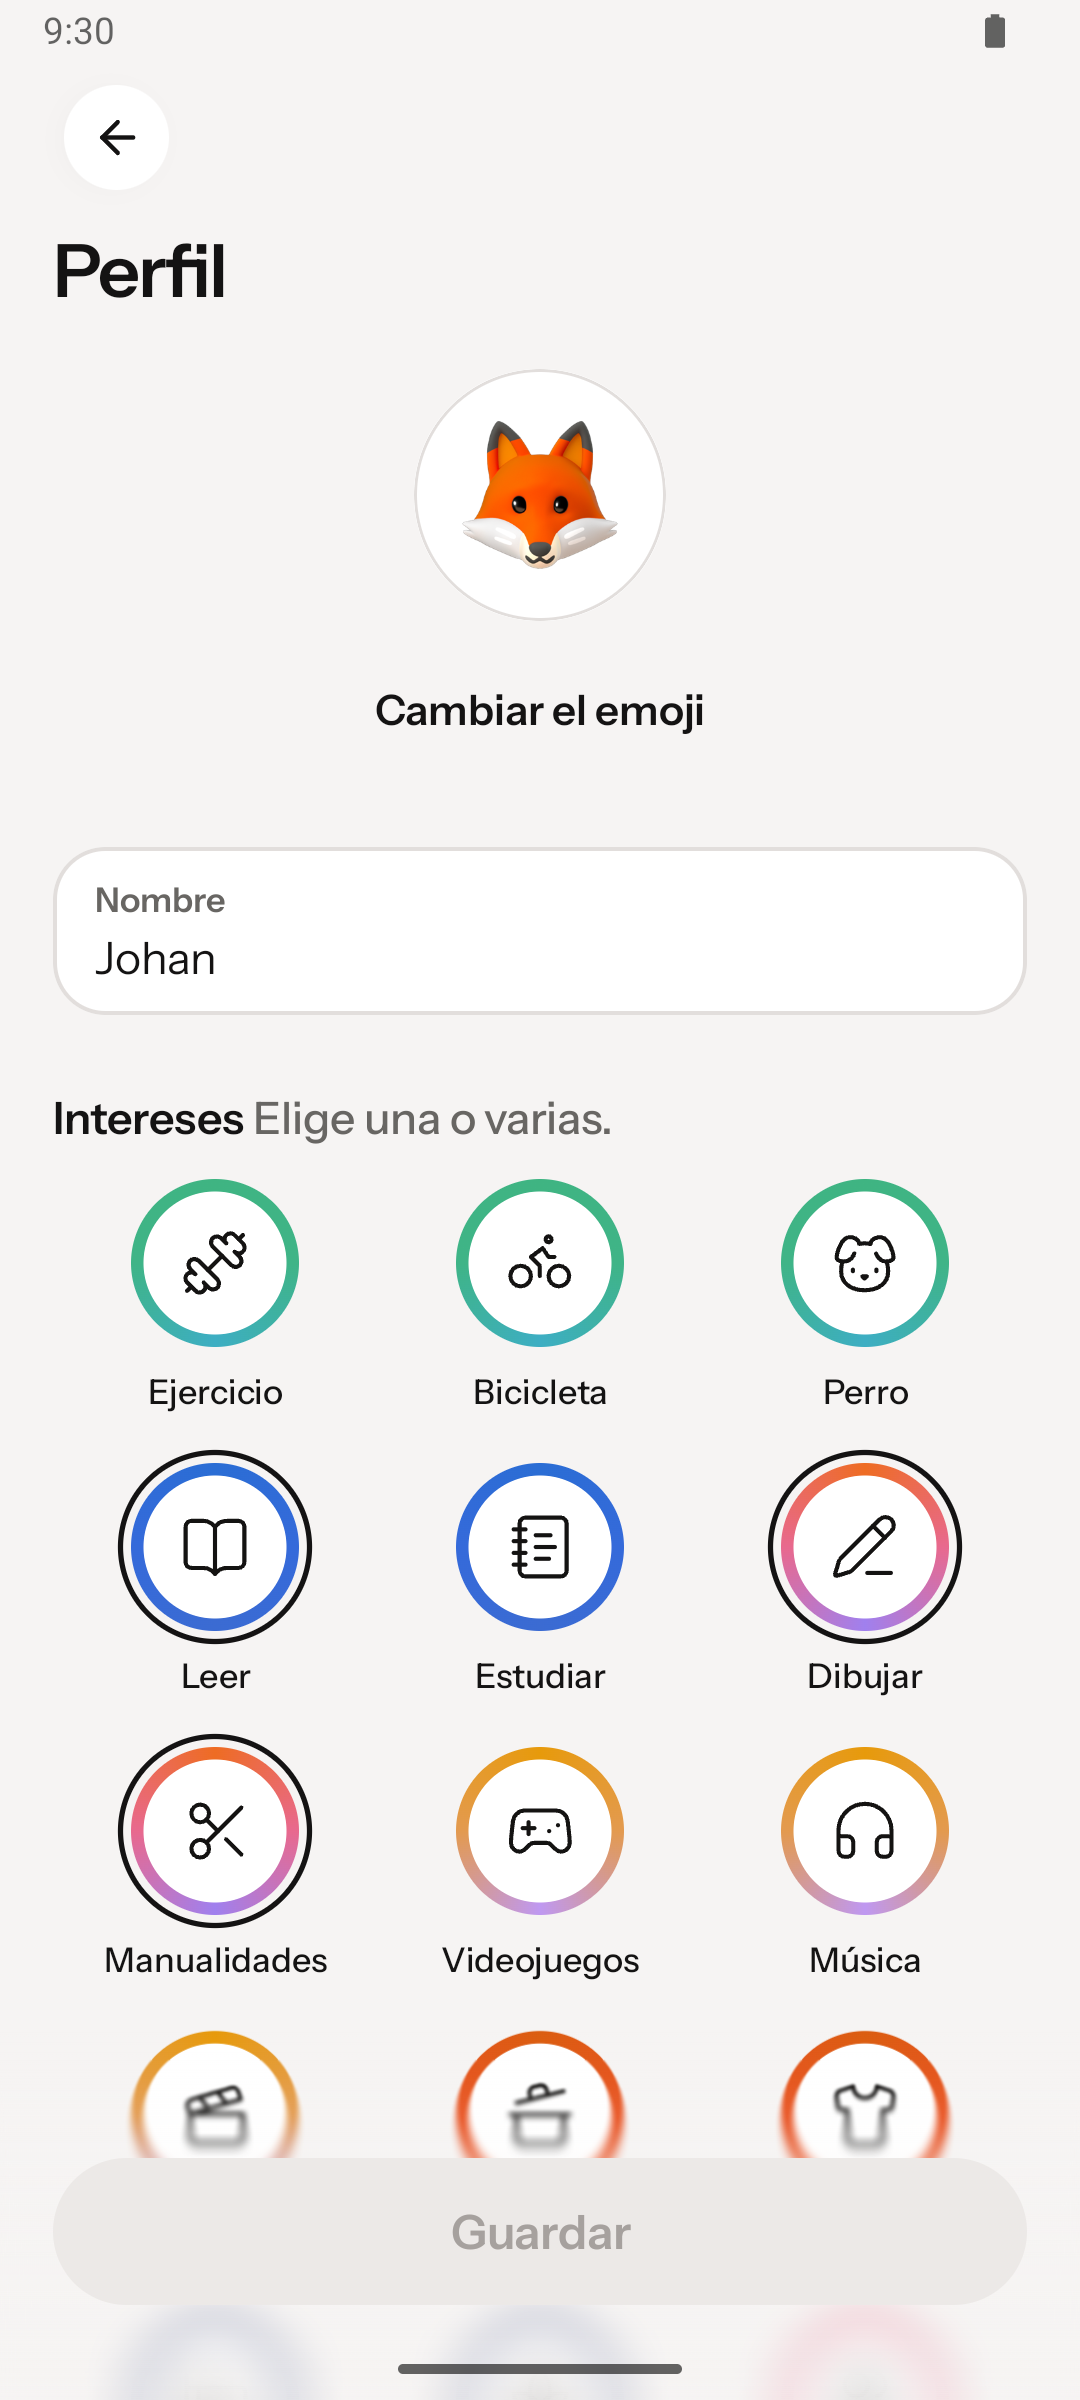 9:30
Perfil
Cambiar el emoji
Nombre
Johan
Intereses Elige una o varias.
Ejercicio
Bicicleta
Perro
Leer
Estudiar
Dibujar
Manualidades
Videojuegos
Música
Guardar